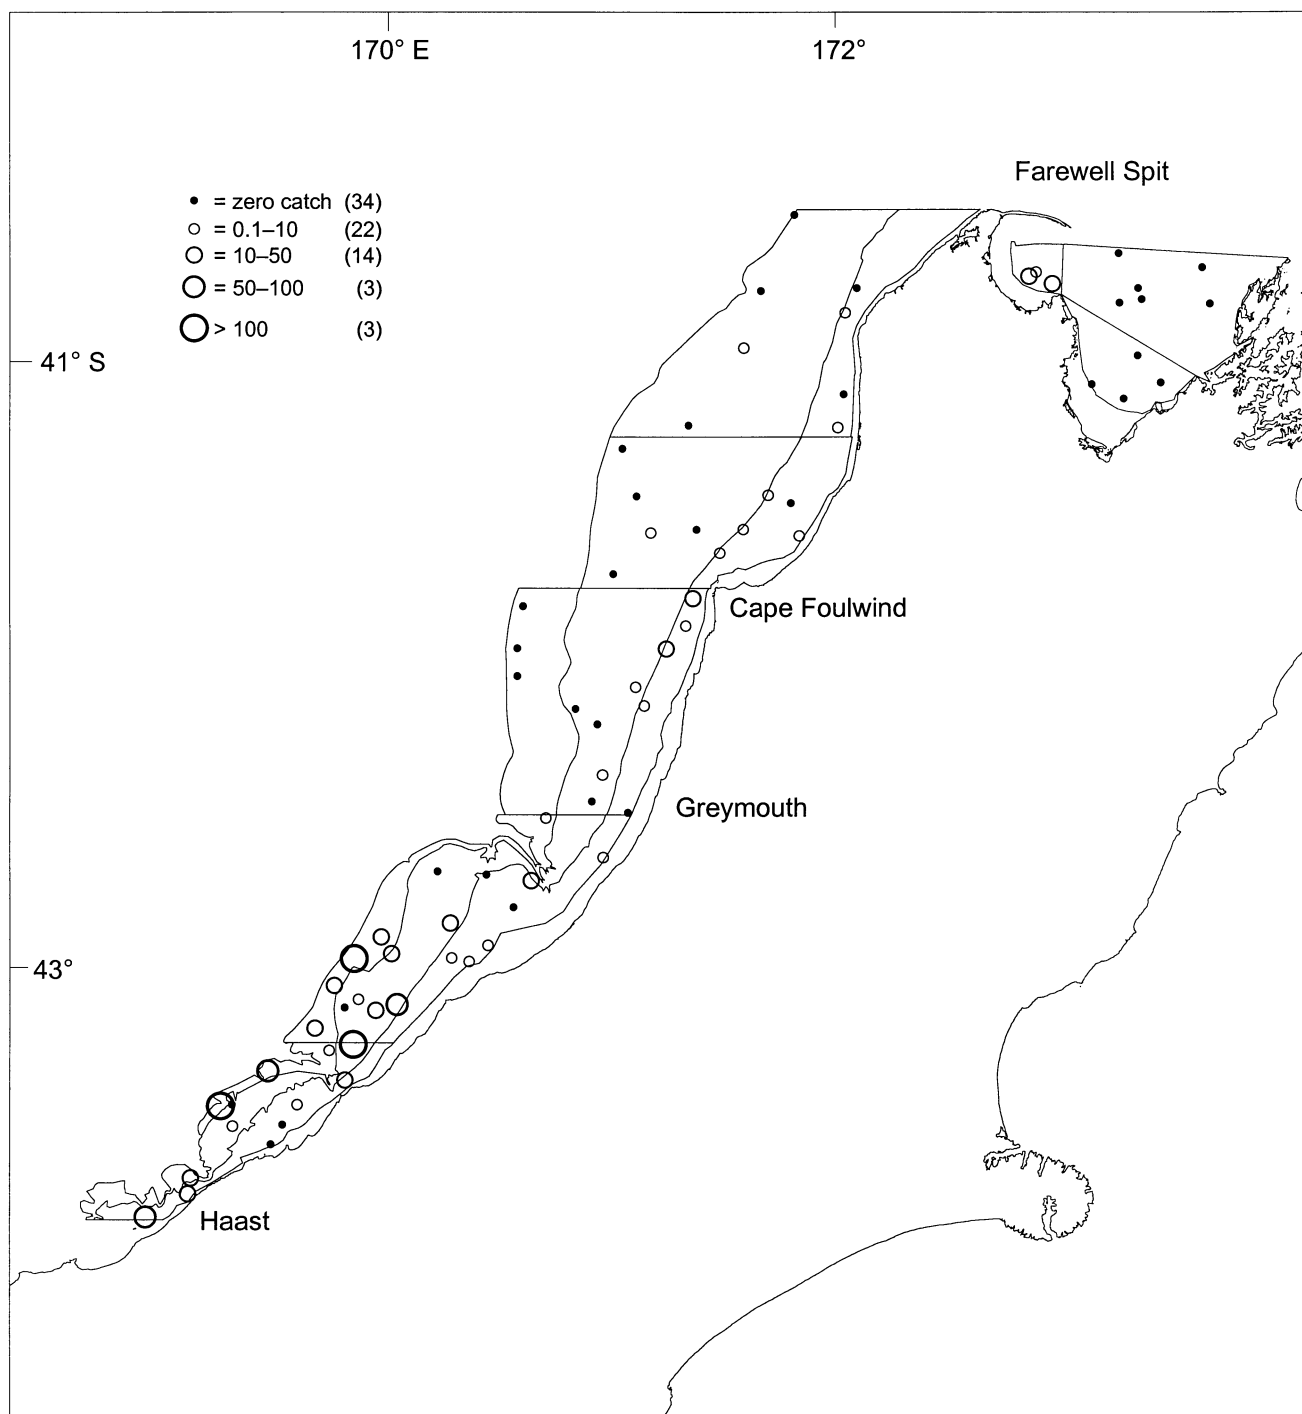 170° E
172°
Farewell Spit
= zero catch (34)
= 0.1–10 (22)
= 10–50 (14)
= 50–100 (3)
> 100 (3)
41° S
Cape Foulwind
Greymouth
43°
Haast